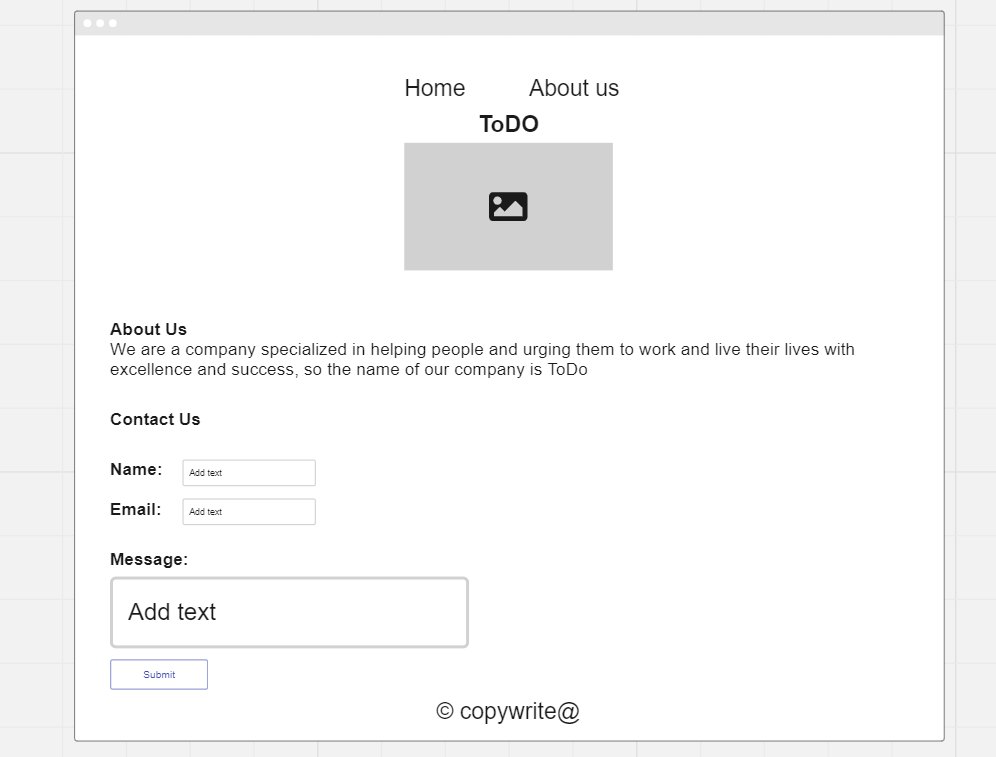 Home About us
ToDO
About Us
We are a company specialized in helping people and urging them to work and live their lives with
excellence and success, so the name of our company is ToDo
Contact Us
Name: Add text
Email: Add text
Message:
Add text
Submit
© copywrite@